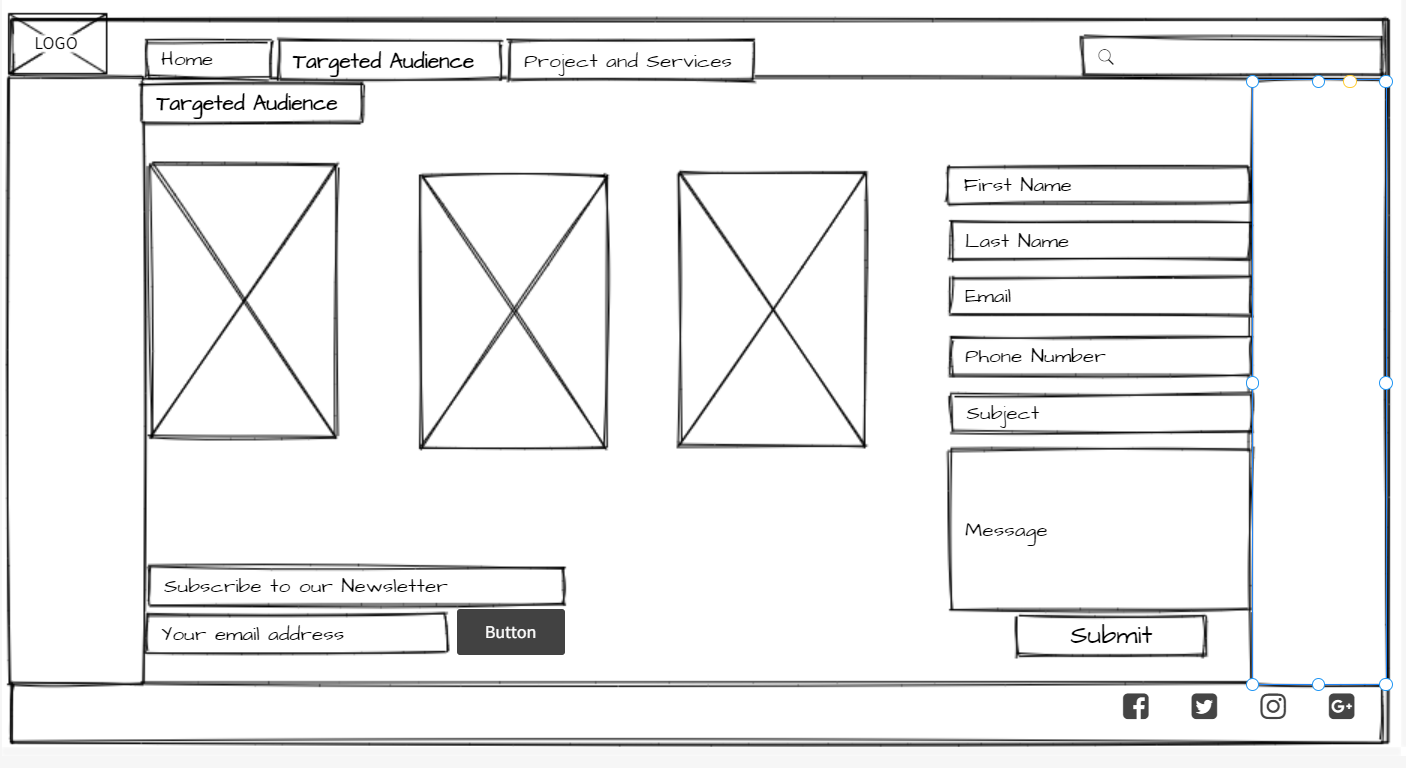 LOGO
Home
Targeted Audience
Project and Services
Targeted Audience
First Name
Last Name
Email
Phone Number
Subject
Message
Submit
Subscribe to our Newsletter
Your email address
Button
G+